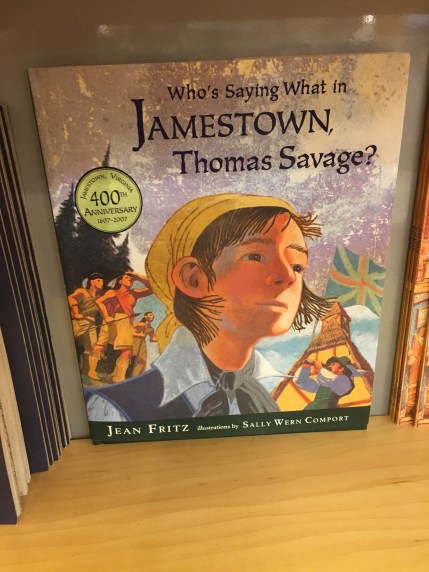 Who's Saying What in
JAMESTOWN,
Thomas Savage?
JAMESTOWN, VIRGINIA
400TH
ANNIVERSARY
1607-2007
JEAN FRITZ illustrations by SALLY WERN COMPORT